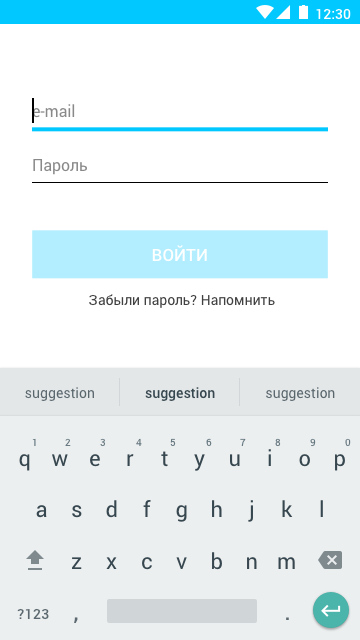 12:30
e-mail
Пароль
ВОЙТИ
Забыли пароль? Напомнить
suggestion suggestion suggestion
1 2 3 4 5 6 7 8 9 0
q w e r t y u i o p
a s d f g h j k l
z x c v b n m
?123 , .